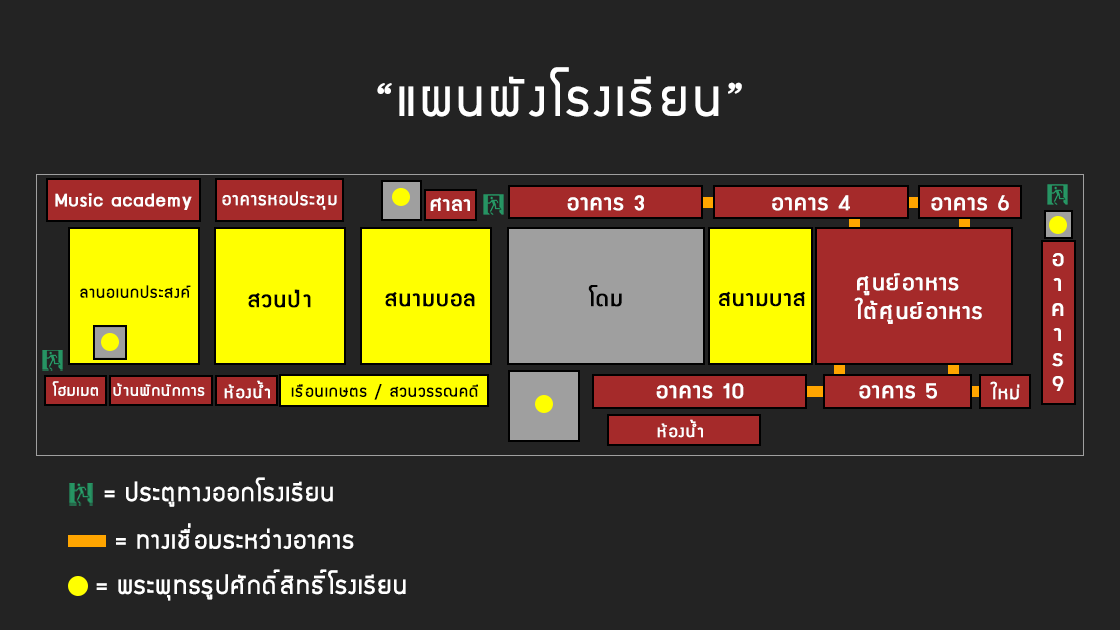 “แผนผังโรงเรียน”
Music academy
อาคารหอประชุม
ศาลา
อาคาร 3
อาคาร 4
อาคาร 6
ลานอเนกประสงค์
สวนป่า
สนามบอล
โดม
สนามบาส
ศูนย์อาหาร
ใต้ศูนย์อาหาร
อาคาร9
โฮมเมต
บ้านพักนักการ
ห้องน้ำ
เรือนเกษตร / สวนวรรณคดี
อาคาร 10
อาคาร 5
ใหม่
ห้องน้ำ
= ประตูทางออกโรงเรียน
= ทางเชื่อมระหว่างอาคาร
= พระพุทธรูปศักดิ์สิทธิ์โรงเรียน